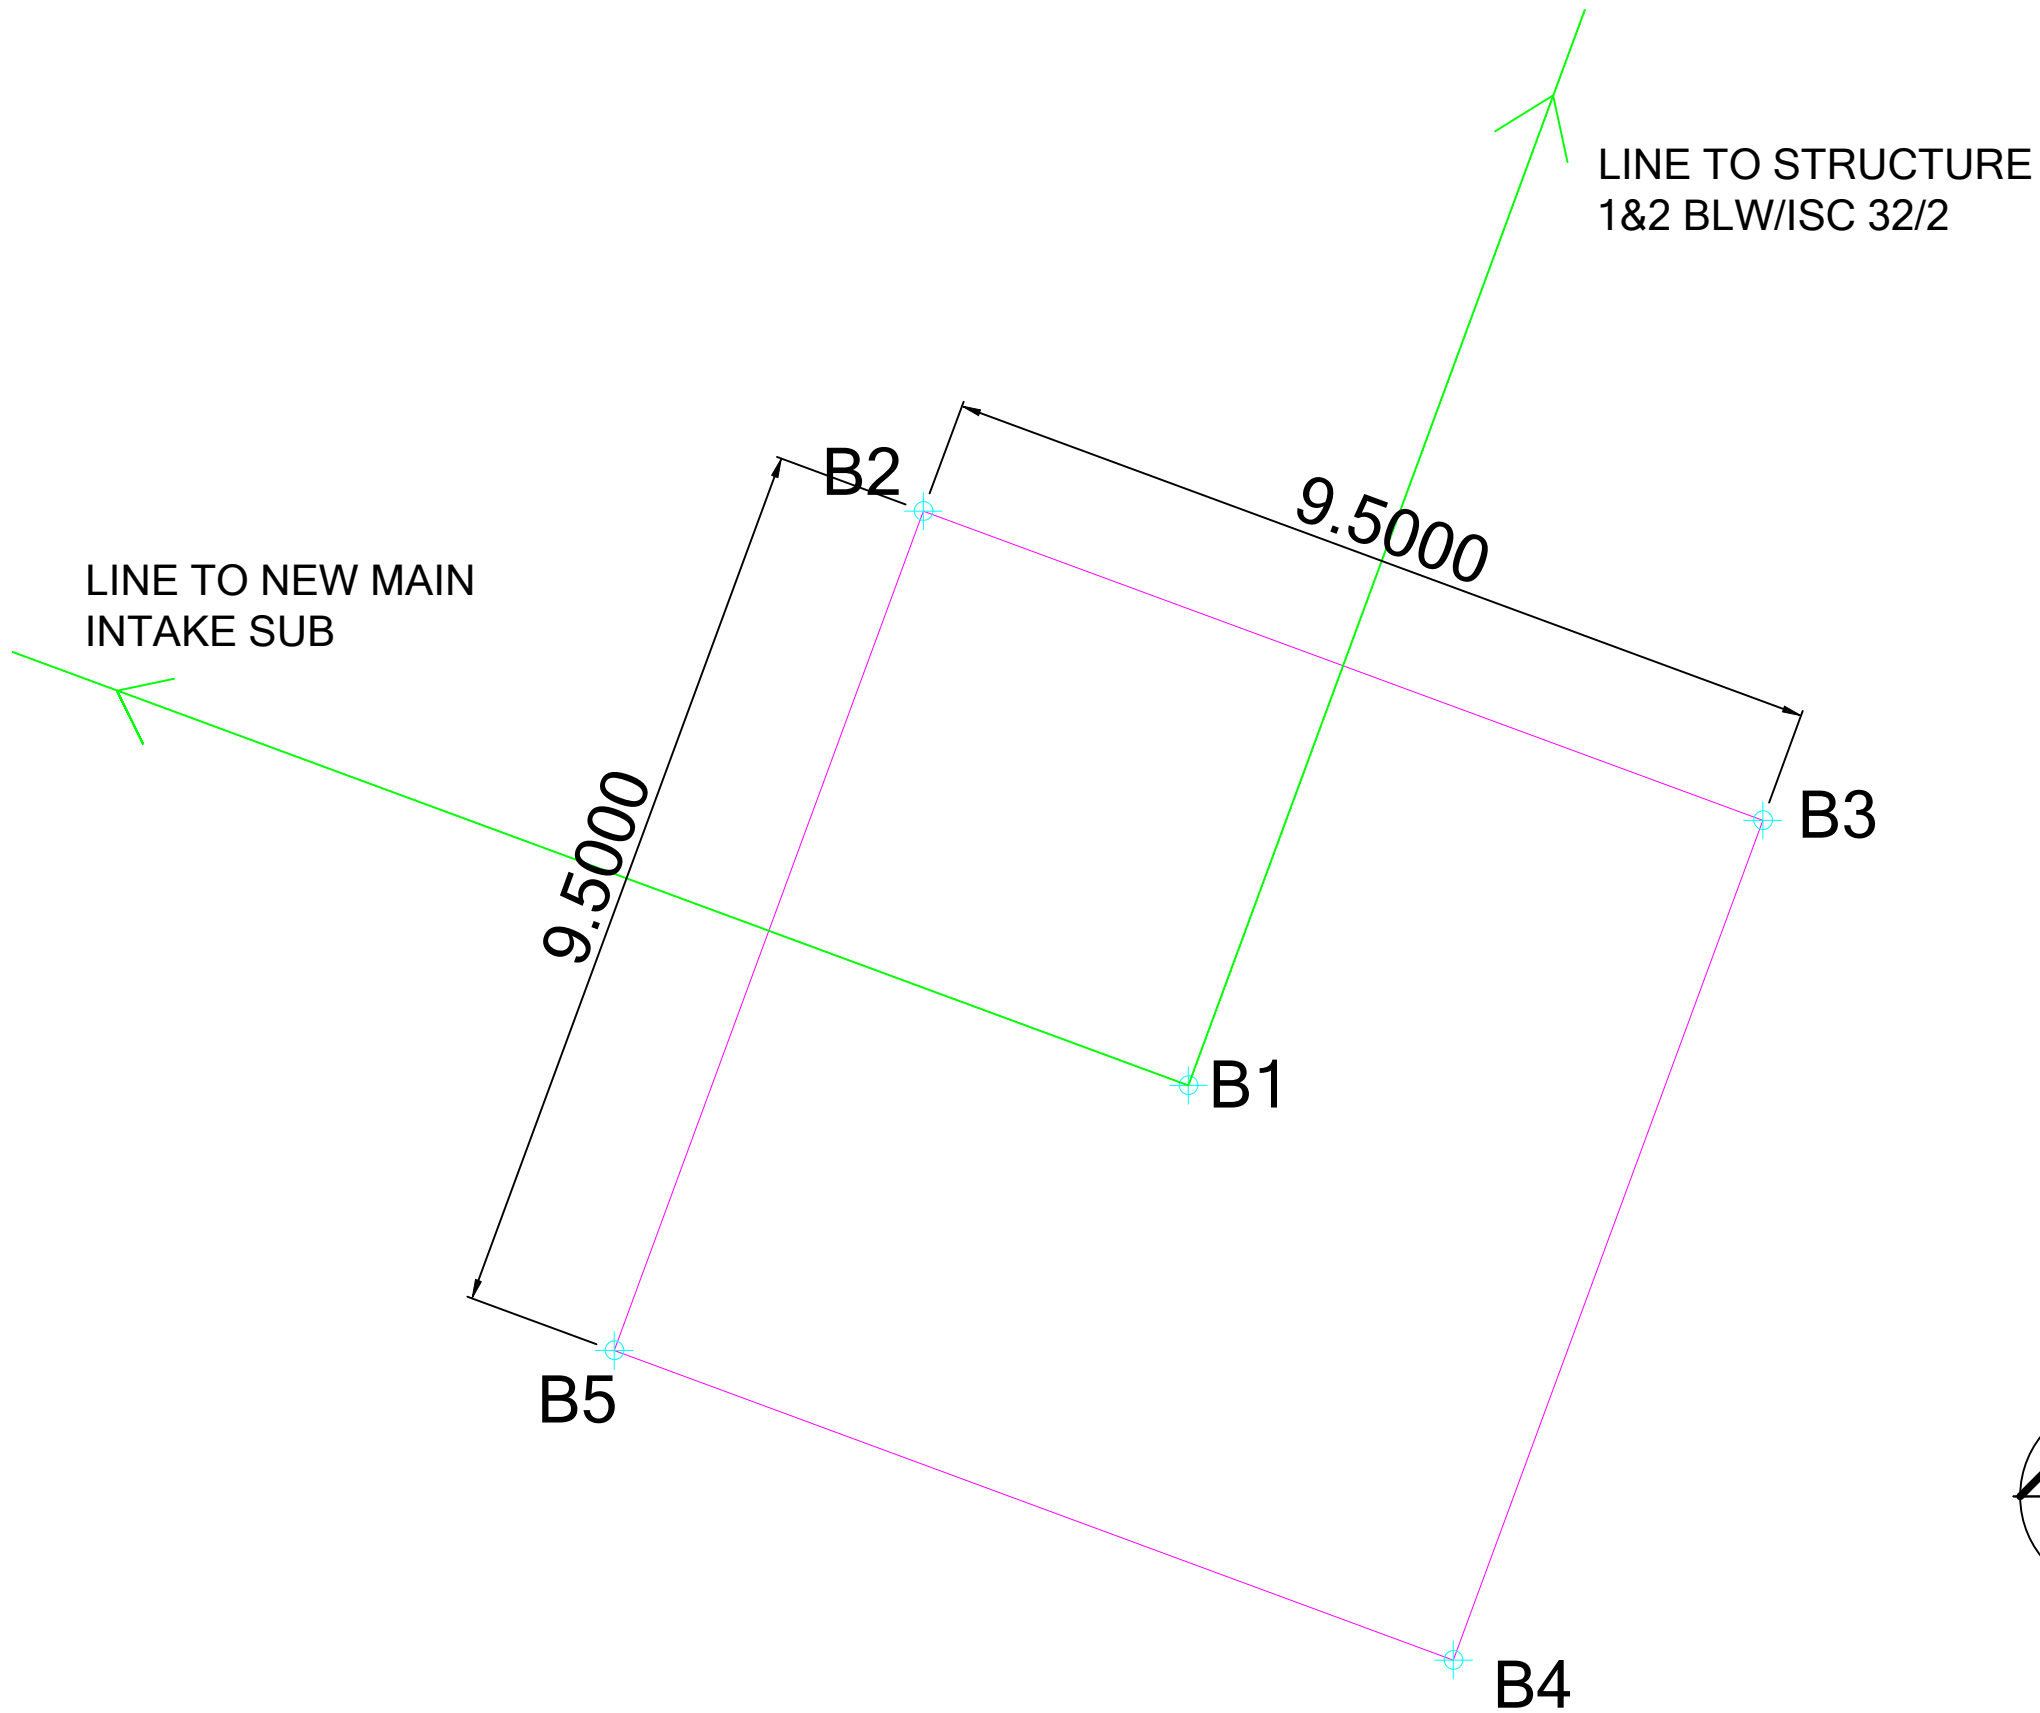 LINE TO STRUCTURE
1&2 BLW/ISC 32/2
B2
9.5000
LINE TO NEW MAIN
INTAKE SUB
B3
9.5000
B1
B5
B4